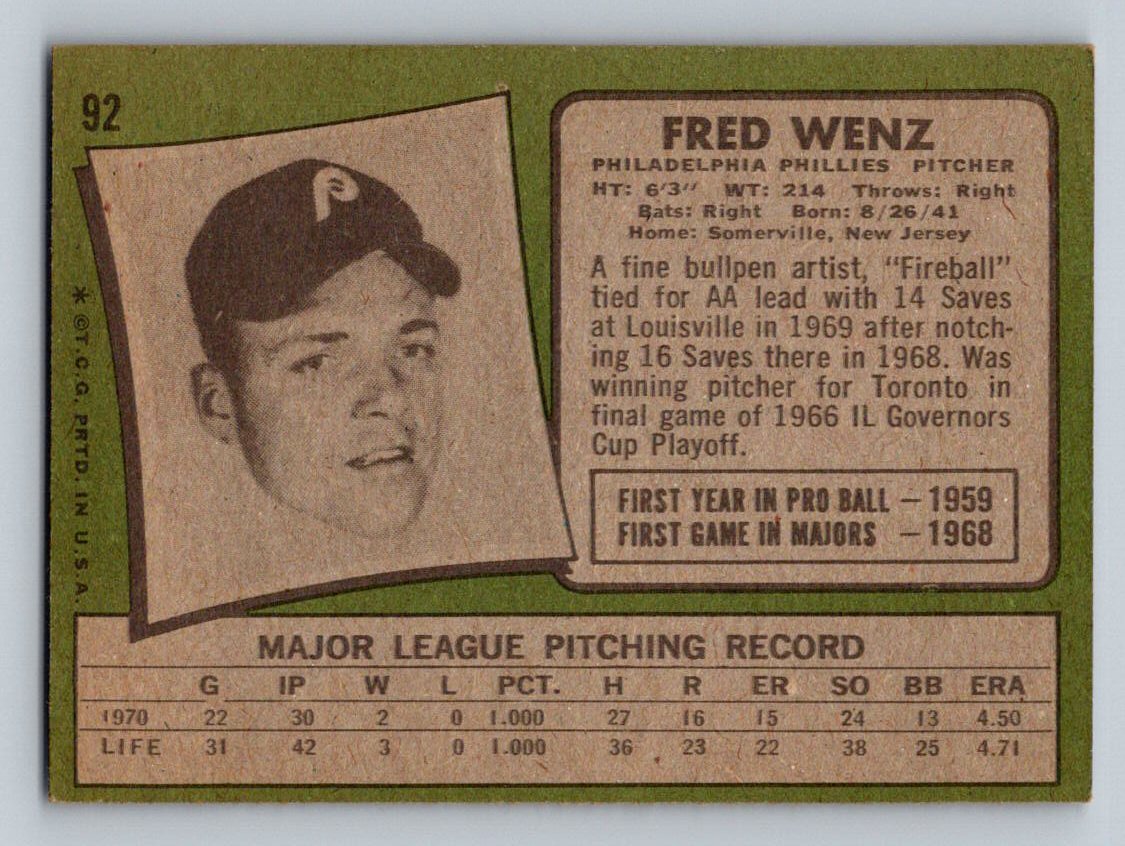 92
FRED WENZ
PHILADELPHIA PHILLIES PITCHER
HT: 6'3" WT: 214 Throws: Right
Bats: Right Born: 8/26/41
Home: Somerville, New Jersey
A fine bullpen artist, "Fireball"
tied for AA lead with 14 Saves
at Louisville in 1969 after notch-
ing 16 Saves there in 1968. Was
winning pitcher for Toronto in
final game of 1966 IL Governors
Cup Playoff.
FIRST YEAR IN PRO BALL – 1959
FIRST GAME IN MAJORS – 1968
P
* © T.C.G. PRTD. IN U.S.A.
MAJOR LEAGUE PITCHING RECORD
G IP W L PCT. H R ER SO BB ERA
1970 22 30 2 0 1.000 27 16 15 24 13 4.50
LIFE 31 42 3 0 1.000 36 23 22 38 25 4.71